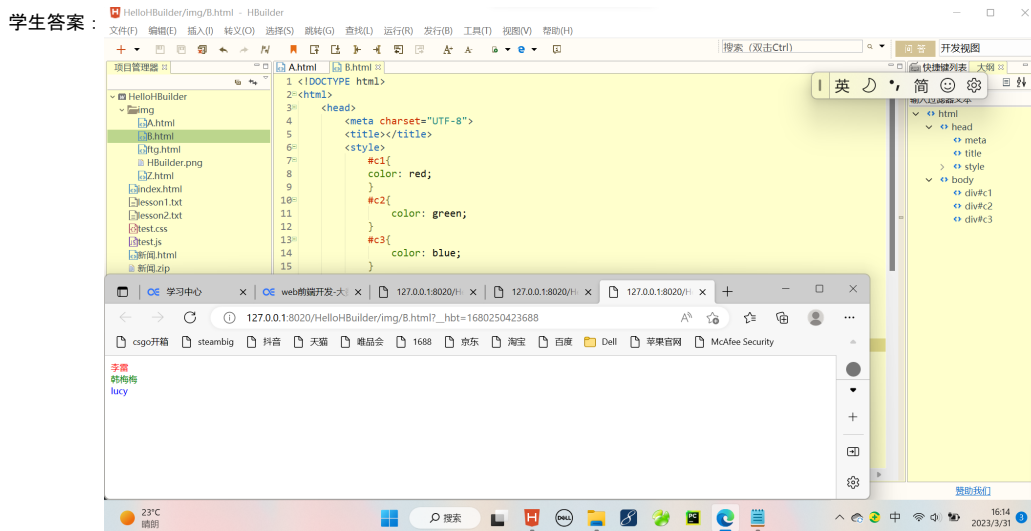 学生答案：
HelloHBuilder/img/B.html - HBuilder
文件(F) 编辑(E) 插入(I) 转义(O) 选择(S) 跳转(G) 查找(L) 运行(R) 发行(B) 工具(T) 视图(V) 帮助(H)
搜索（双击Ctrl）
问答 开发视图
项目管理器
A.html B.html
快捷键列表 大纲
英 简
HelloHBuilder
img
A.html
B.html
ftg.html
HBuilder.png
Z.html
index.html
lesson1.txt
lesson2.txt
test.css
test.js
新闻.html
新闻.zip
1 <!DOCTYPE html>
2 <html>
3 <head>
4 <meta charset="UTF-8">
5 <title></title>
6 <style>
7 #c1{
8 color: red;
9 }
10 #c2{
11 color: green;
12 }
13 #c3{
14 color: blue;
15 }
html
head
meta
title
style
body
div#c1
div#c2
div#c3
学习中心
web前端开发-大
127.0.0.1:8020/H
127.0.0.1:8020/H
127.0.0.1:8020/H
127.0.0.1:8020/HelloHBuilder/img/B.html?__hbt=1680250423688
csgo开箱 steambig 抖音 天猫 唯品会 1688 京东 淘宝 百度 Dell 苹果官网 McAfee Security
李雷
韩梅梅
lucy
赞助我们
23°C
晴朗
搜索
DELL
PC
中
16:14
2023/3/31
3